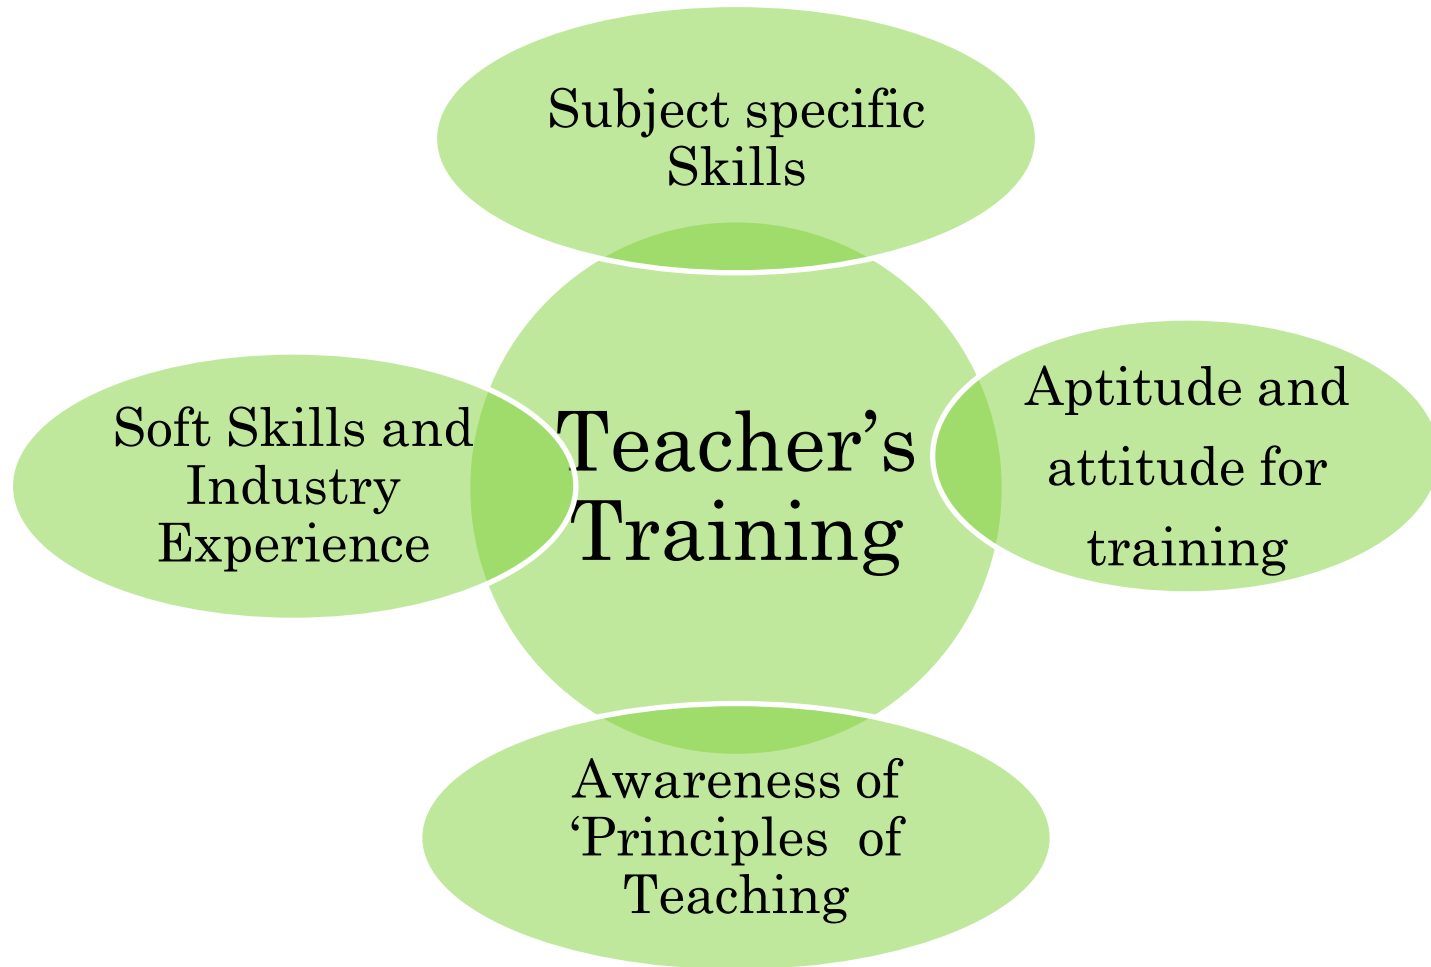 Subject specific
Skills
Soft Skills and
Industry
Experience
Teacher’s
Training
Aptitude and
attitude for
training
Awareness of
‘Principles  of
Teaching